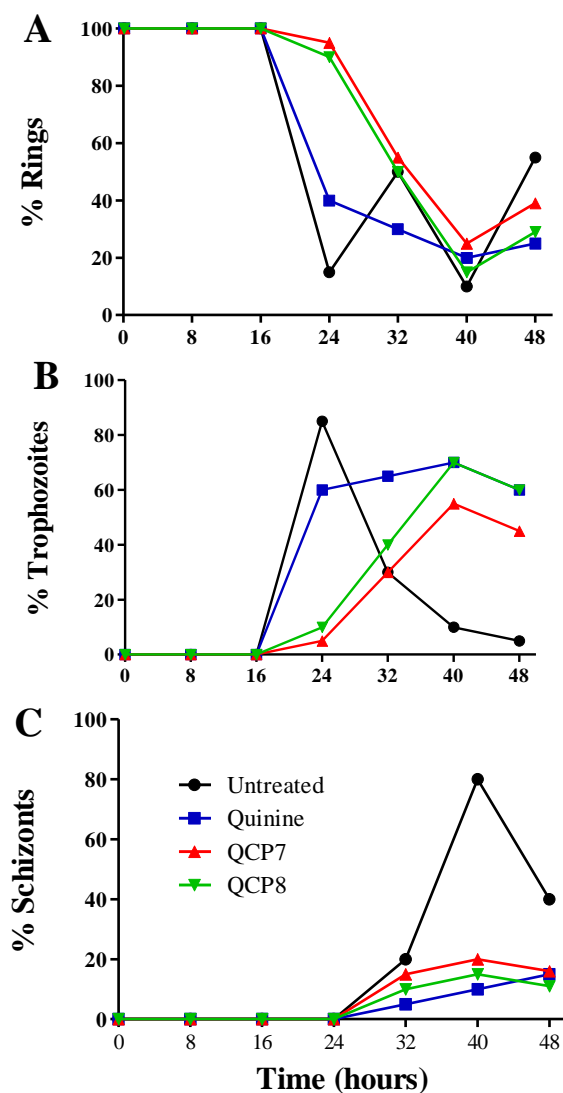 A
100
80
60
40
20
0
% Rings
0 8 16 24 32 40 48
B
100
80
60
40
20
0
% Trophozoites
0 8 16 24 32 40 48
C
100
80
60
40
20
0
% Schizonts
Untreated
Quinine
QCP7
QCP8
0 8 16 24 32 40 48
Time (hours)